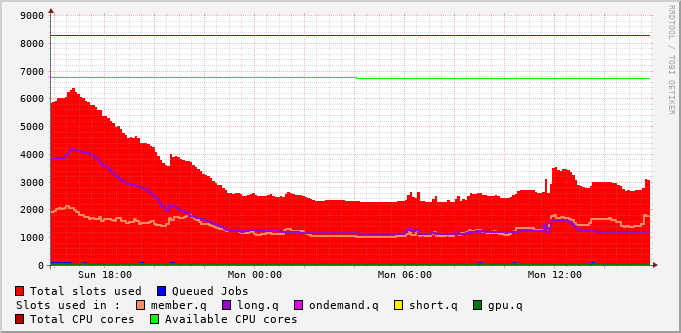 9000
8000
7000
6000
5000
4000
3000
2000
1000
0
Sun 18:00 Mon 00:00 Mon 06:00 Mon 12:00
RRDTOOL / TOBI OETIKER
Total slots used Queued Jobs
Slots used in : member.q long.q ondemand.q short.q gpu.q
Total CPU cores Available CPU cores